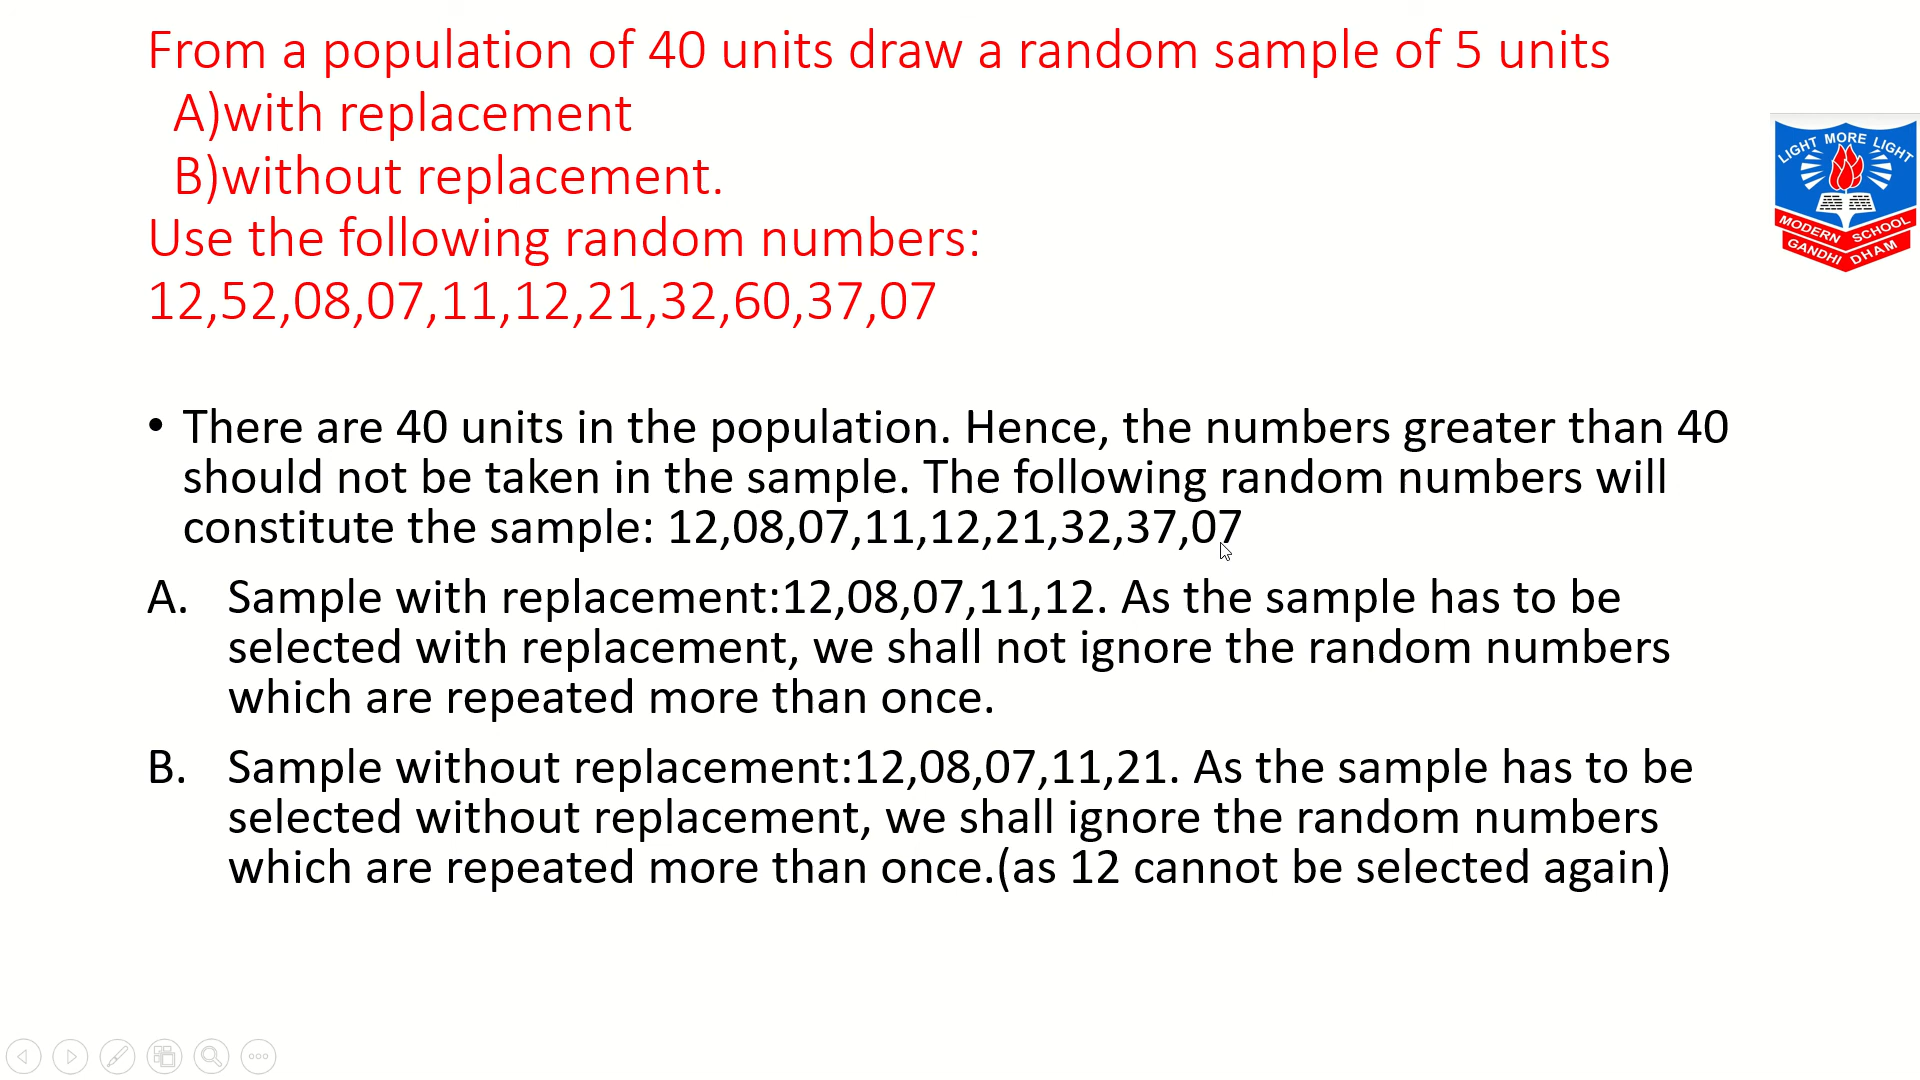 From a population of 40 units draw a random sample of 5 units
A)with replacement
B)without replacement.
Use the following random numbers:
12,52,08,07,11,12,21,32,60,37,07
LIGHT MORE LIGHT
MODERN SCHOOL
GANDHI DHAM
• There are 40 units in the population. Hence, the numbers greater than 40
should not be taken in the sample. The following random numbers will
constitute the sample: 12,08,07,11,12,21,32,37,07
A. Sample with replacement:12,08,07,11,12. As the sample has to be
selected with replacement, we shall not ignore the random numbers
which are repeated more than once.
B. Sample without replacement:12,08,07,11,21. As the sample has to be
selected without replacement, we shall ignore the random numbers
which are repeated more than once.(as 12 cannot be selected again)